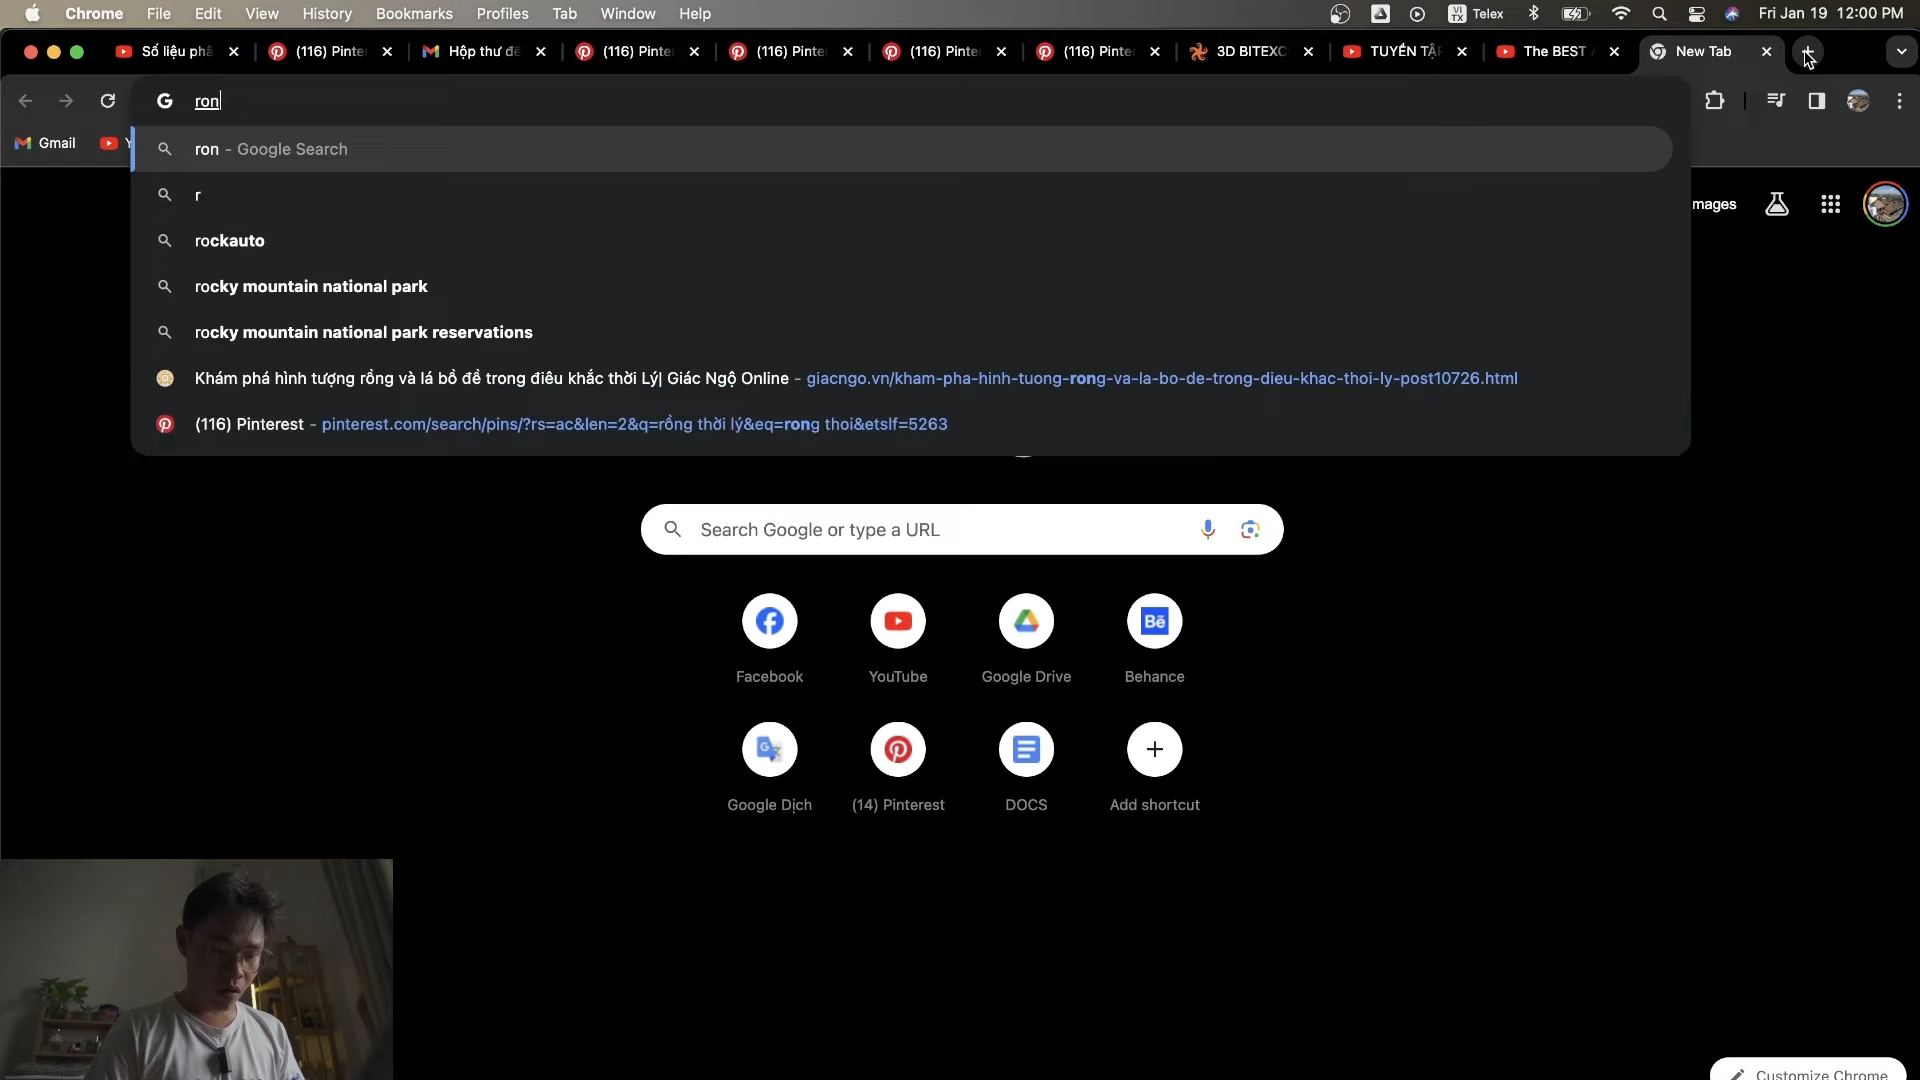 Chrome File Edit View History Bookmarks Profiles Tab Window Help
VI TX Telex Fri Jan 19 12:00 PM
Số liệu phâ (116) Pinte Hộp thư đế (116) Pinte (116) Pinte (116) Pinte (116) Pinte 3D BITEXC TUYỂN TẬP The BEST New Tab
ron
Gmail Y
ron - Google Search
r
mages
rockauto
rocky mountain national park
rocky mountain national park reservations
Khám phá hình tượng rồng và lá bồ đề trong điêu khắc thời Lý| Giác Ngộ Online - giacngo.vn/kham-pha-hinh-tuong-rong-va-la-bo-de-trong-dieu-khac-thoi-ly-post10726.html
(116) Pinterest - pinterest.com/search/pins/?rs=ac&len=2&q=rồng thời lý&eq=rong thoi&etslf=5263
Search Google or type a URL
Bē
Facebook YouTube Google Drive Behance
Google Dịch (14) Pinterest DOCS Add shortcut
Customize Chrome